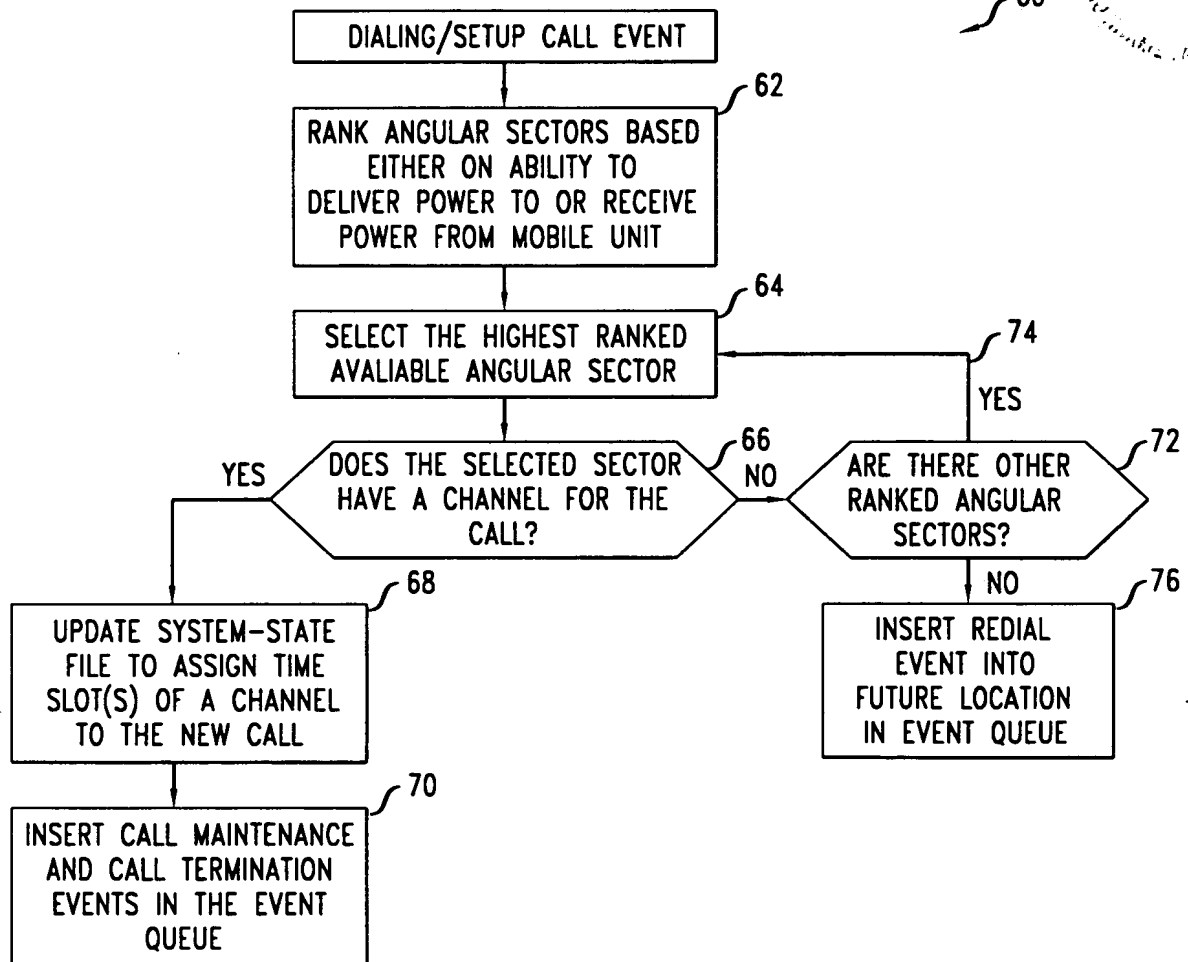 DIALING/SETUP CALL EVENT
62
RANK ANGULAR SECTORS BASED
EITHER ON ABILITY TO
DELIVER POWER TO OR RECEIVE
POWER FROM MOBILE UNIT
64
SELECT THE HIGHEST RANKED
AVALIABLE ANGULAR SECTOR
74
YES
66
DOES THE SELECTED SECTOR
HAVE A CHANNEL FOR THE
CALL?
YES
NO
72
ARE THERE OTHER
RANKED ANGULAR
SECTORS?
NO
68
UPDATE SYSTEM-STATE
FILE TO ASSIGN TIME
SLOT(S) OF A CHANNEL
TO THE NEW CALL
76
INSERT REDIAL
EVENT INTO
FUTURE LOCATION
IN EVENT QUEUE
70
INSERT CALL MAINTENANCE
AND CALL TERMINATION
EVENTS IN THE EVENT
QUEUE